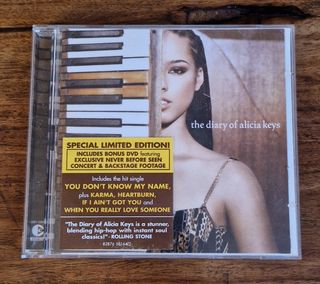 the diary of alicia keys
SPECIAL LIMITED EDITION!
INCLUDES BONUS DVD featuring
EXCLUSIVE NEVER BEFORE SEEN
CONCERT & BACKSTAGE FOOTAGE
Includes the hit single
YOU DON'T KNOW MY NAME,
plus KARMA, HEARTBURN,
IF I AIN'T GOT YOU and
WHEN YOU REALLY LOVE SOMEONE
"The Diary of Alicia Keys is a stunner,
blending hip-hop with instant soul
classics!"- ROLLING STONE